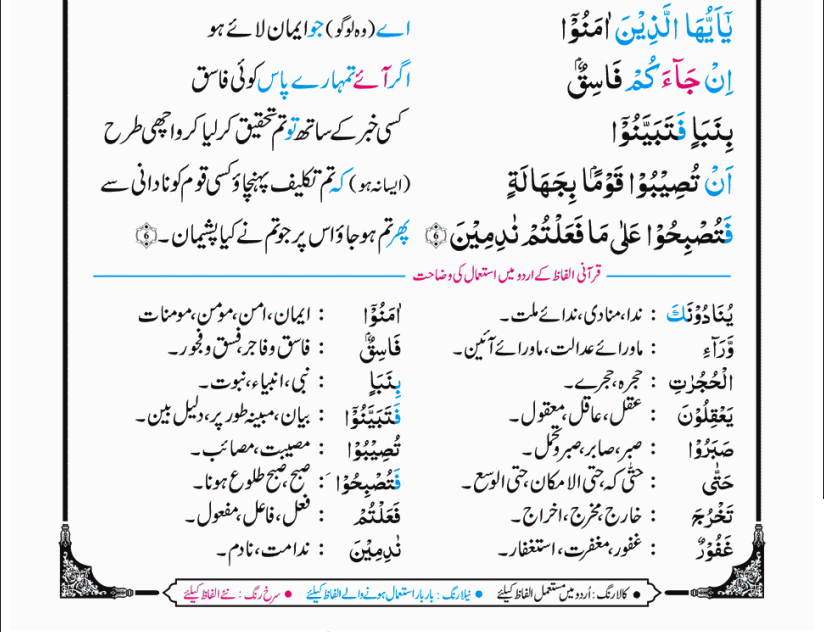 يٰۤاَيُّهَا الَّذِيْنَ اٰمَنُوْۤا اے (وہ لوگو) جو ایمان لائے ہو
اِنْ جَآءَكُمْ فَاسِقٌۢ اگر آئے تمہارے پاس کوئی فاسق
بِنَبَاٍ فَتَبَيَّنُوْۤا کسی خبر کے ساتھ تو تم تحقیق کر لیا کرو اچھی طرح
اَنْ تُصِيْبُوْا قَوْمًۢا بِجَهَالَةٍ (ایسا نہ ہو) کہ تم تکلیف پہنچاؤ کسی قوم کو نادانی سے
فَتُصْبِحُوْا عَلٰى مَا فَعَلْتُمْ نٰدِمِيْنَ ﴿6﴾ پھر تم ہو جاؤ اس پر جو تم نے کیا پشیمان۔ ﴿6﴾
قرآنی الفاظ کے اردو میں استعمال کی وضاحت
يُنَادُوْنَكَ : ندا، منادی، ندائے ملت۔ اٰمَنُوْۤا : ایمان، امن، مؤمن، مومنات
وَّرَآءِ : ماورائے عدالت، ماورائے آئین۔ فَاسِقٌۢ : فاسق و فاجر، فسق و فجور۔
الْحُجُرٰتِ : حجرہ، حجرے۔ بِنَبَاٍ : نبی، انبیاء، نبوت۔
يَعْقِلُوْنَ : عقل، عاقل، معقول۔ فَتَبَيَّنُوْۤا : بیان، مبینہ طور پر، دلیل بین۔
صَبَرُوْا : صبر، صابر، صبر و تحمل۔ تُصِيْبُوْا : مصیبت، مصائب۔
حَتّٰى : حتّٰی کہ، حتی الامکان، حتی الوسع۔ فَتُصْبِحُوْا : صبح، صبح طلوع ہونا۔
تَخْرُجَ : خارج، مخرج، اخراج۔ فَعَلْتُمْ : فعل، فاعل، مفعول۔
غَفُوْرٌ : غفور، مغفرت، استغفار۔ نٰدِمِيْنَ : ندامت، نادم۔
● کالا رنگ : اُردو میں مستعمل الفاظ کیلئے ● نیلا رنگ : بار بار استعمال ہونے والے الفاظ کیلئے ● سرخ رنگ : نئے الفاظ کیلئے